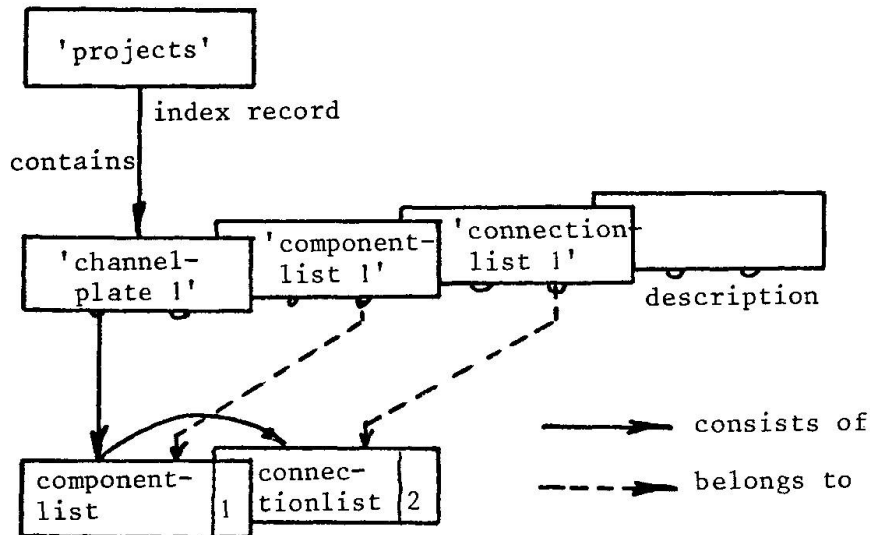 'projects'
index record
contains
'channel-
plate 1'
'component-
list 1'
'connection-
list 1'
description
consists of
belongs to
component-
list
1
connec-
tionlist
2